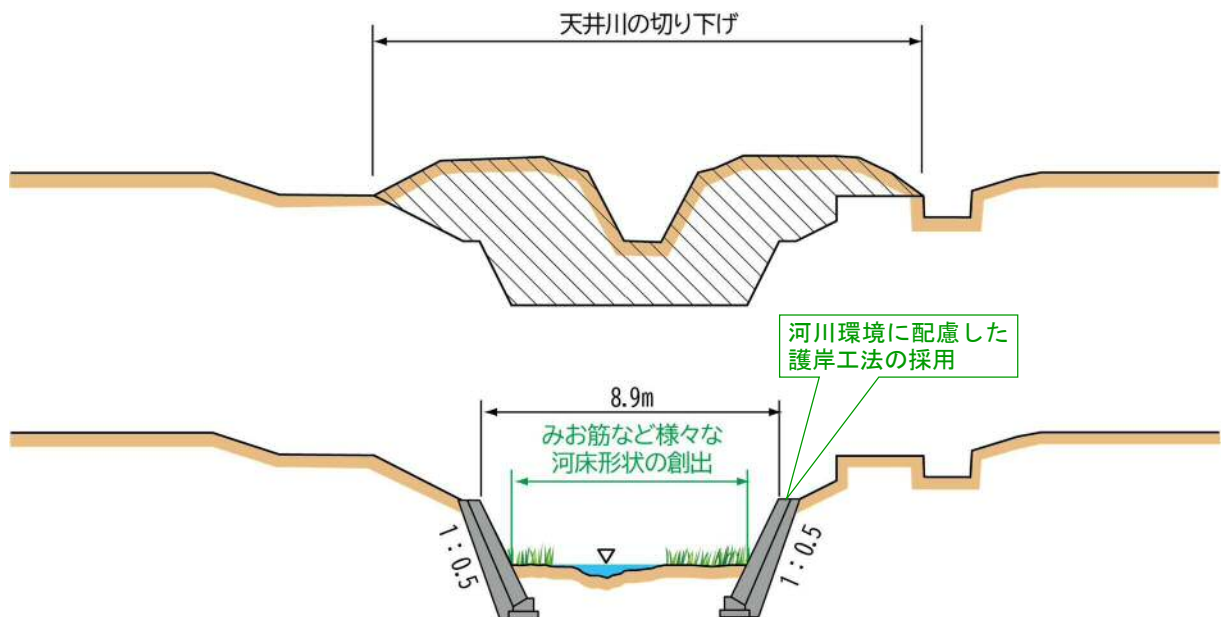 天井川の切り下げ
河川環境に配慮した
護岸工法の採用
8.9m
みお筋など様々な
河床形状の創出
1：0.5
1：0.5